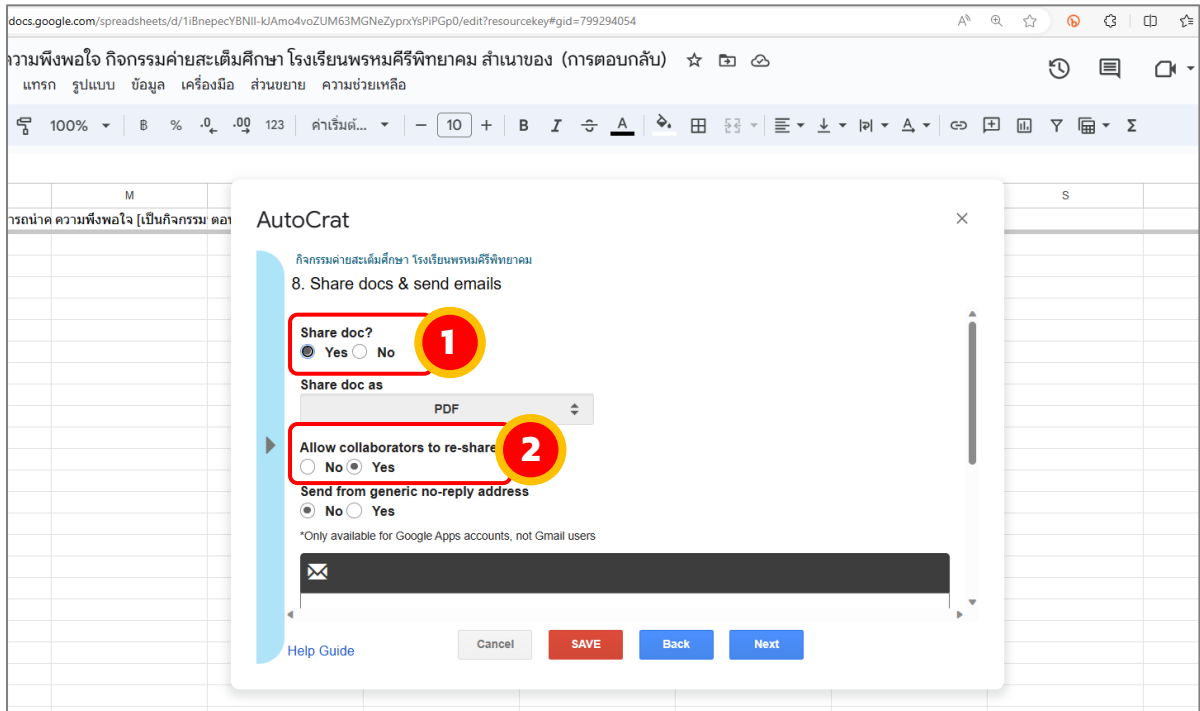 docs.google.com/spreadsheets/d/1iBnepecYBNlI-kJAmo4voZUM63MGNeZyprxYsPiPGp0/edit?resourcekey#gid=799294054
ความพึงพอใจ กิจกรรมค่ายสะเต็มศึกษา โรงเรียนพรหมคีรีพิทยาคม สำเนาของ (การตอบกลับ)
แทรก รูปแบบ ข้อมูล เครื่องมือ ส่วนขยาย ความช่วยเหลือ
100% B % .0 .00 123 ค่าเริ่มต้... − 10 + B I A
M S
ารถนำค ความพึงพอใจ [เป็นกิจกรรม ตอบ
AutoCrat
กิจกรรมค่ายสะเต็มศึกษา โรงเรียนพรหมคีรีพิทยาคม
8. Share docs & send emails
Share doc?
Yes No
1
Share doc as
PDF
Allow collaborators to re-share
No Yes
2
Send from generic no-reply address
No Yes
*Only available for Google Apps accounts, not Gmail users
Help Guide Cancel SAVE Back Next